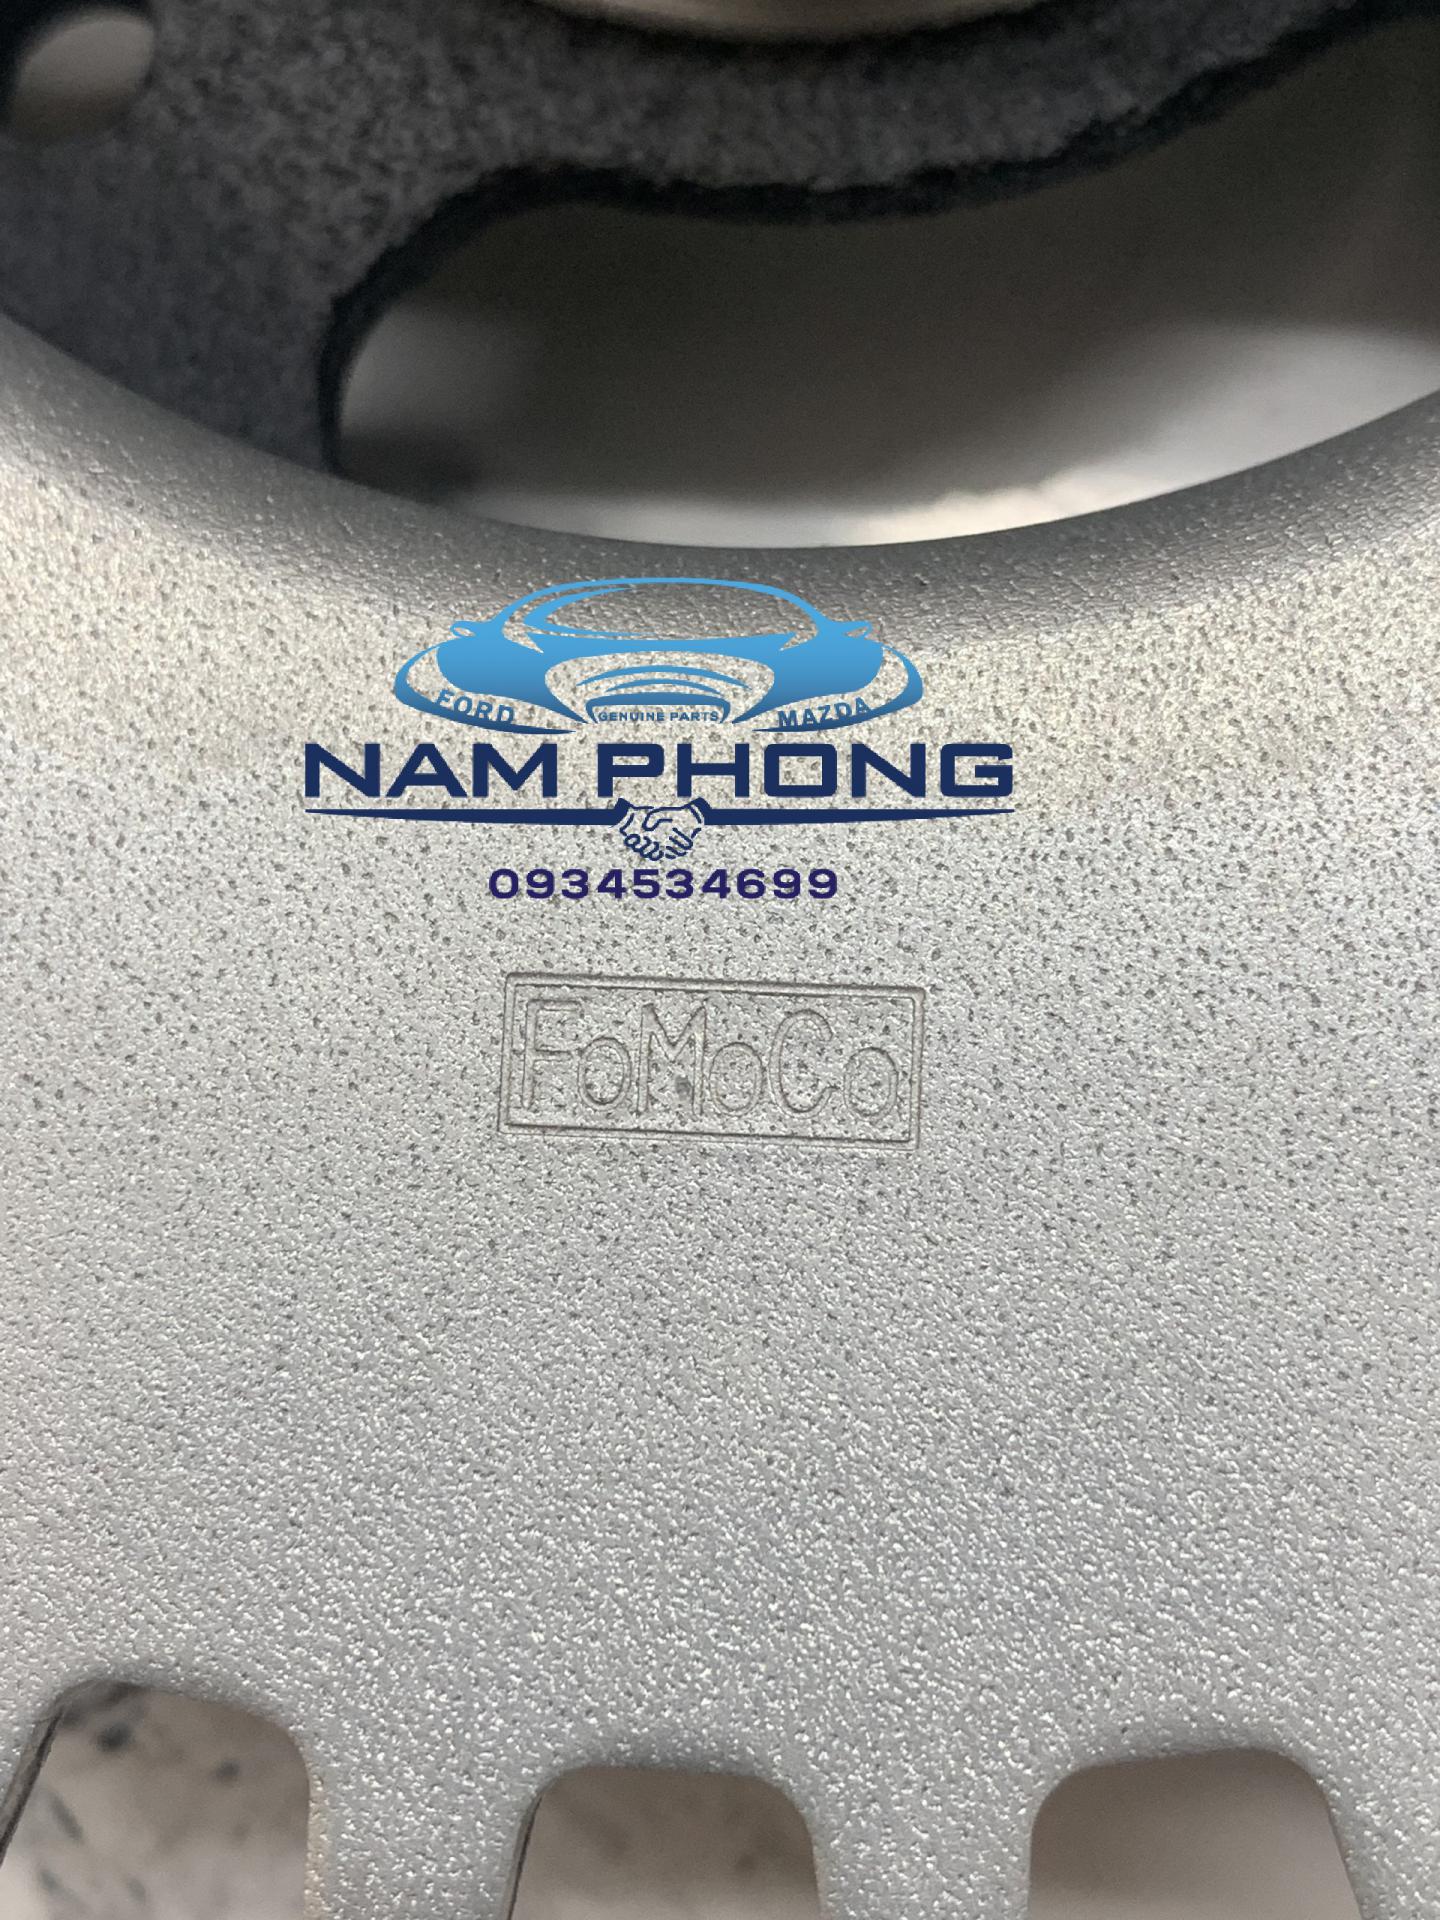 FORD GENUINE PARTS MAZDA
NAM PHONG
0934534699
FoMoCo